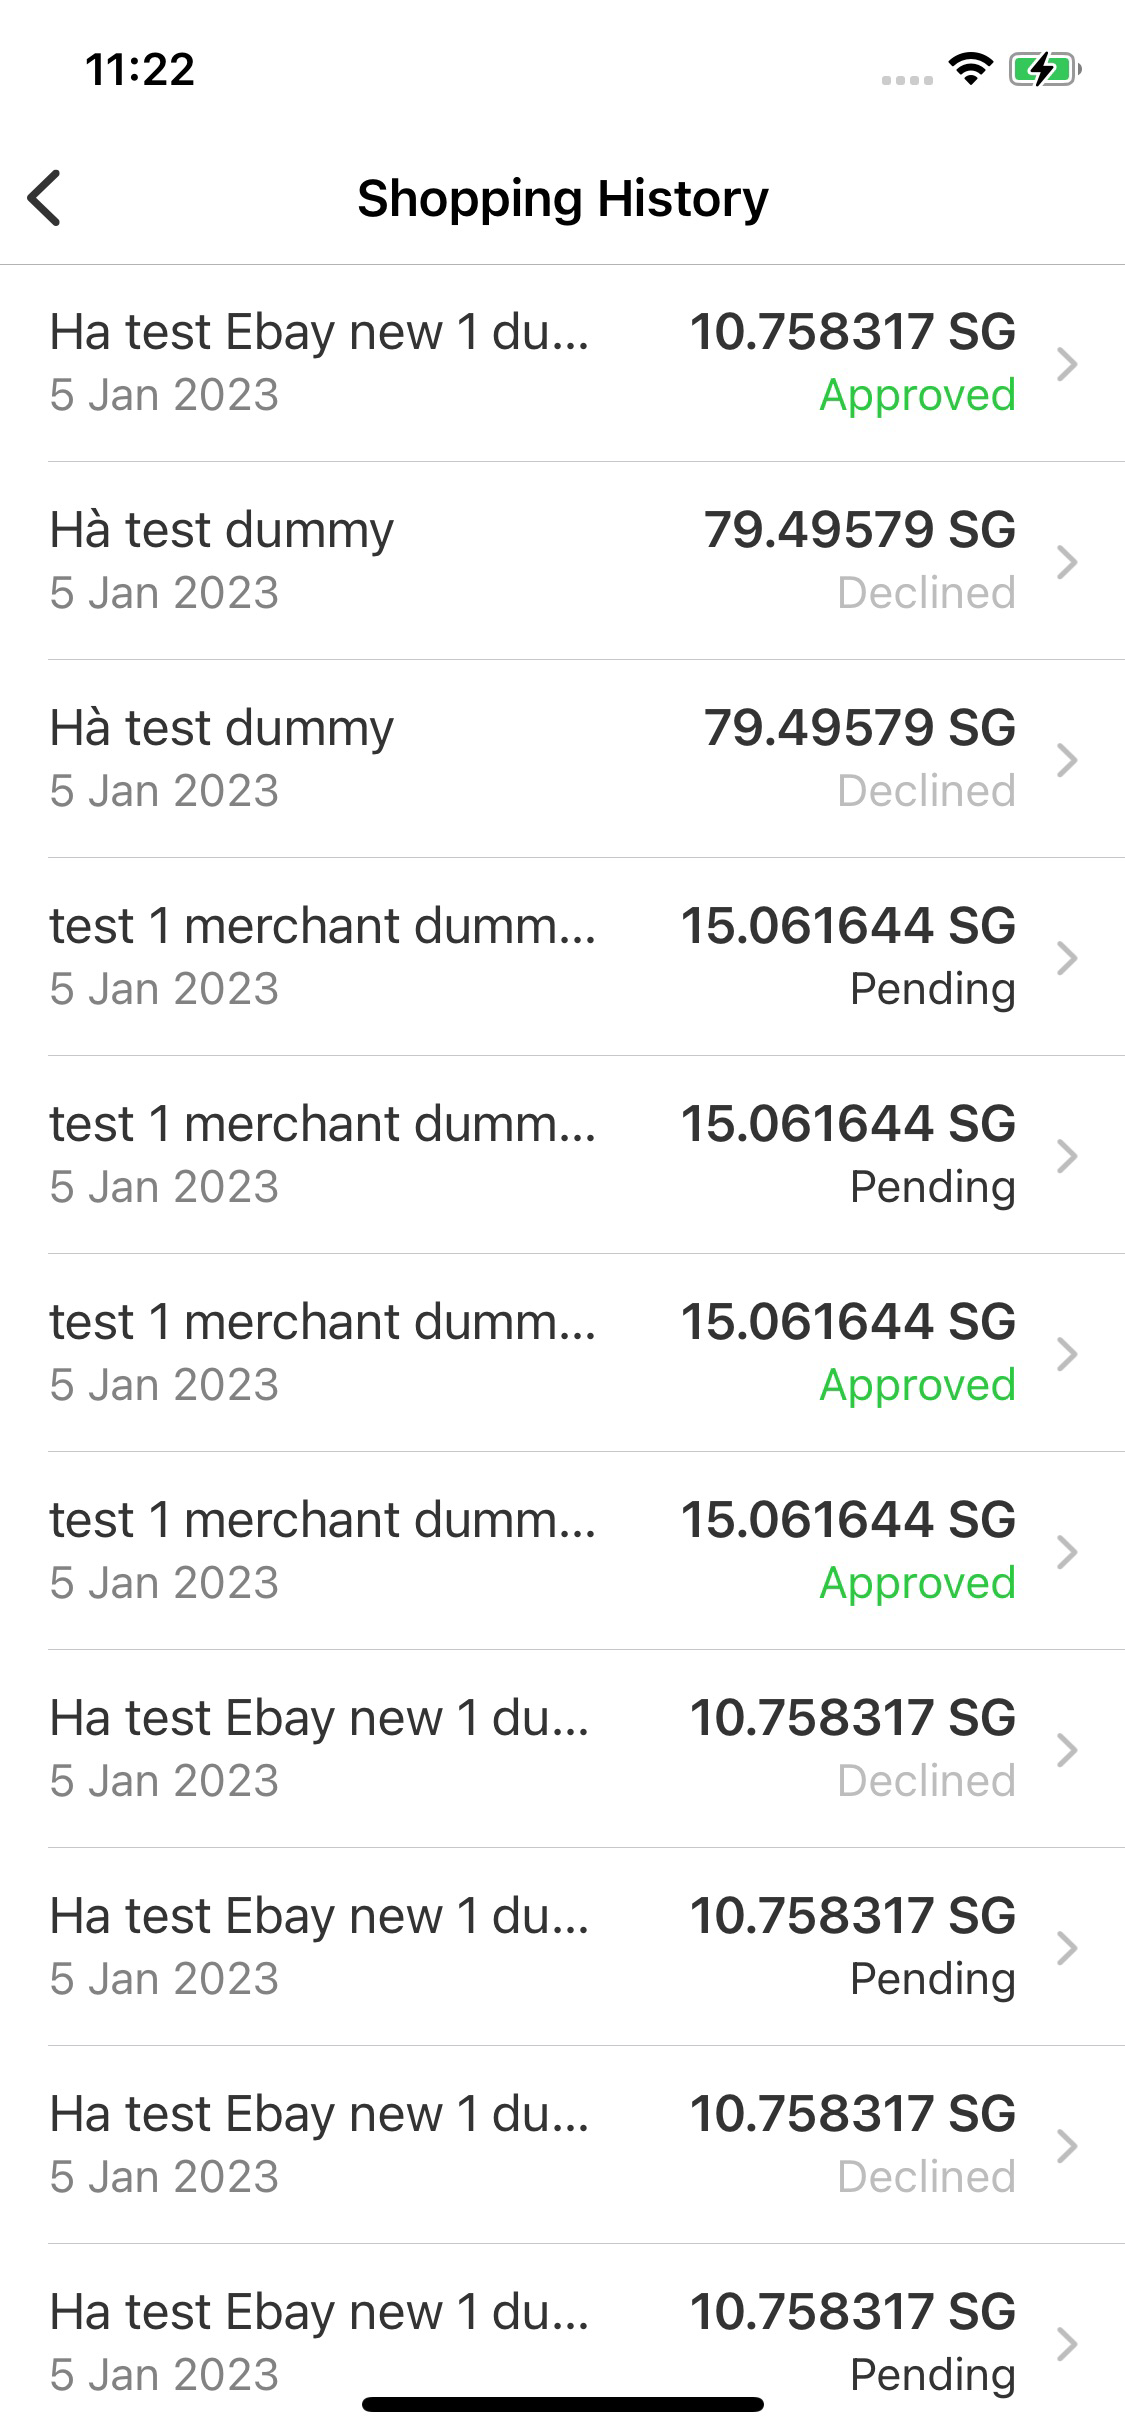 11:22
Shopping History
Ha test Ebay new 1 du... 10.758317 SG
5 Jan 2023 Approved
Hà test dummy 79.49579 SG
5 Jan 2023 Declined
Hà test dummy 79.49579 SG
5 Jan 2023 Declined
test 1 merchant dumm... 15.061644 SG
5 Jan 2023 Pending
test 1 merchant dumm... 15.061644 SG
5 Jan 2023 Pending
test 1 merchant dumm... 15.061644 SG
5 Jan 2023 Approved
test 1 merchant dumm... 15.061644 SG
5 Jan 2023 Approved
Ha test Ebay new 1 du... 10.758317 SG
5 Jan 2023 Declined
Ha test Ebay new 1 du... 10.758317 SG
5 Jan 2023 Pending
Ha test Ebay new 1 du... 10.758317 SG
5 Jan 2023 Declined
Ha test Ebay new 1 du... 10.758317 SG
5 Jan 2023 Pending